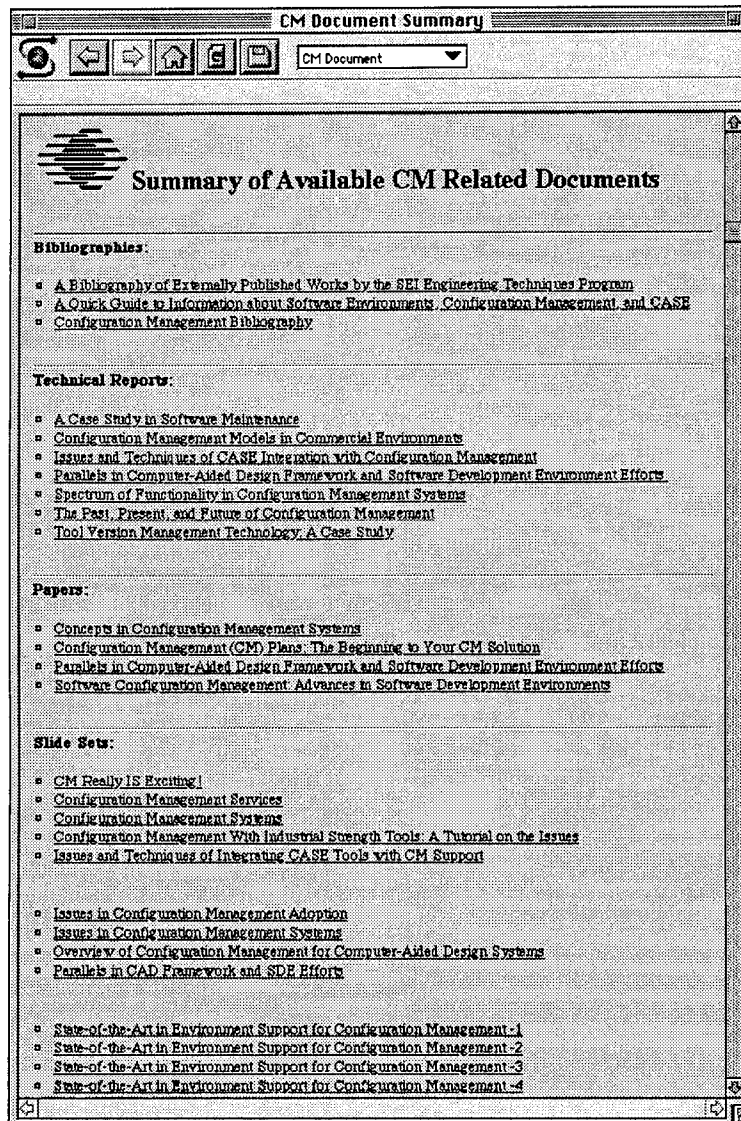 CM Document Summary
CM Document
Summary of Available CM Related Documents
Bibliographies:
A Bibliography of Externally Published Works by the SEI Engineering Techniques Program
A Quick Guide to Information about Software Environments, Configuration Management, and CASE
Configuration Management Bibliography
Technical Reports:
A Case Study in Software Maintenance
Configuration Management Models in Commercial Environments
Issues and Techniques of CASE Integration with Configuration Management
Parallels in Computer-Aided Design Framework and Software Development Environment Efforts
Spectrum of Functionality in Configuration Management Systems
The Past, Present, and Future of Configuration Management
Tool Version Management Technology: A Case Study
Papers:
Concepts in Configuration Management Systems
Configuration Management (CM) Plans: The Beginning to Your CM Solution
Parallels in Computer-Aided Design Framework and Software Development Environment Efforts
Software Configuration Management: Advances in Software Development Environments
Slide Sets:
CM Really IS Exciting!
Configuration Management Services
Configuration Management Systems
Configuration Management With Industrial Strength Tools: A Tutorial on the Issues
Issues and Techniques of Integrating CASE Tools with CM Support
Issues in Configuration Management Adoption
Issues in Configuration Management Systems
Overview of Configuration Management for Computer-Aided Design Systems
Parallels in CAD Framework and SDE Efforts
State-of-the-Art in Environment Support for Configuration Management -1
State-of-the-Art in Environment Support for Configuration Management -2
State-of-the-Art in Environment Support for Configuration Management -3
State-of-the-Art in Environment Support for Configuration Management -4